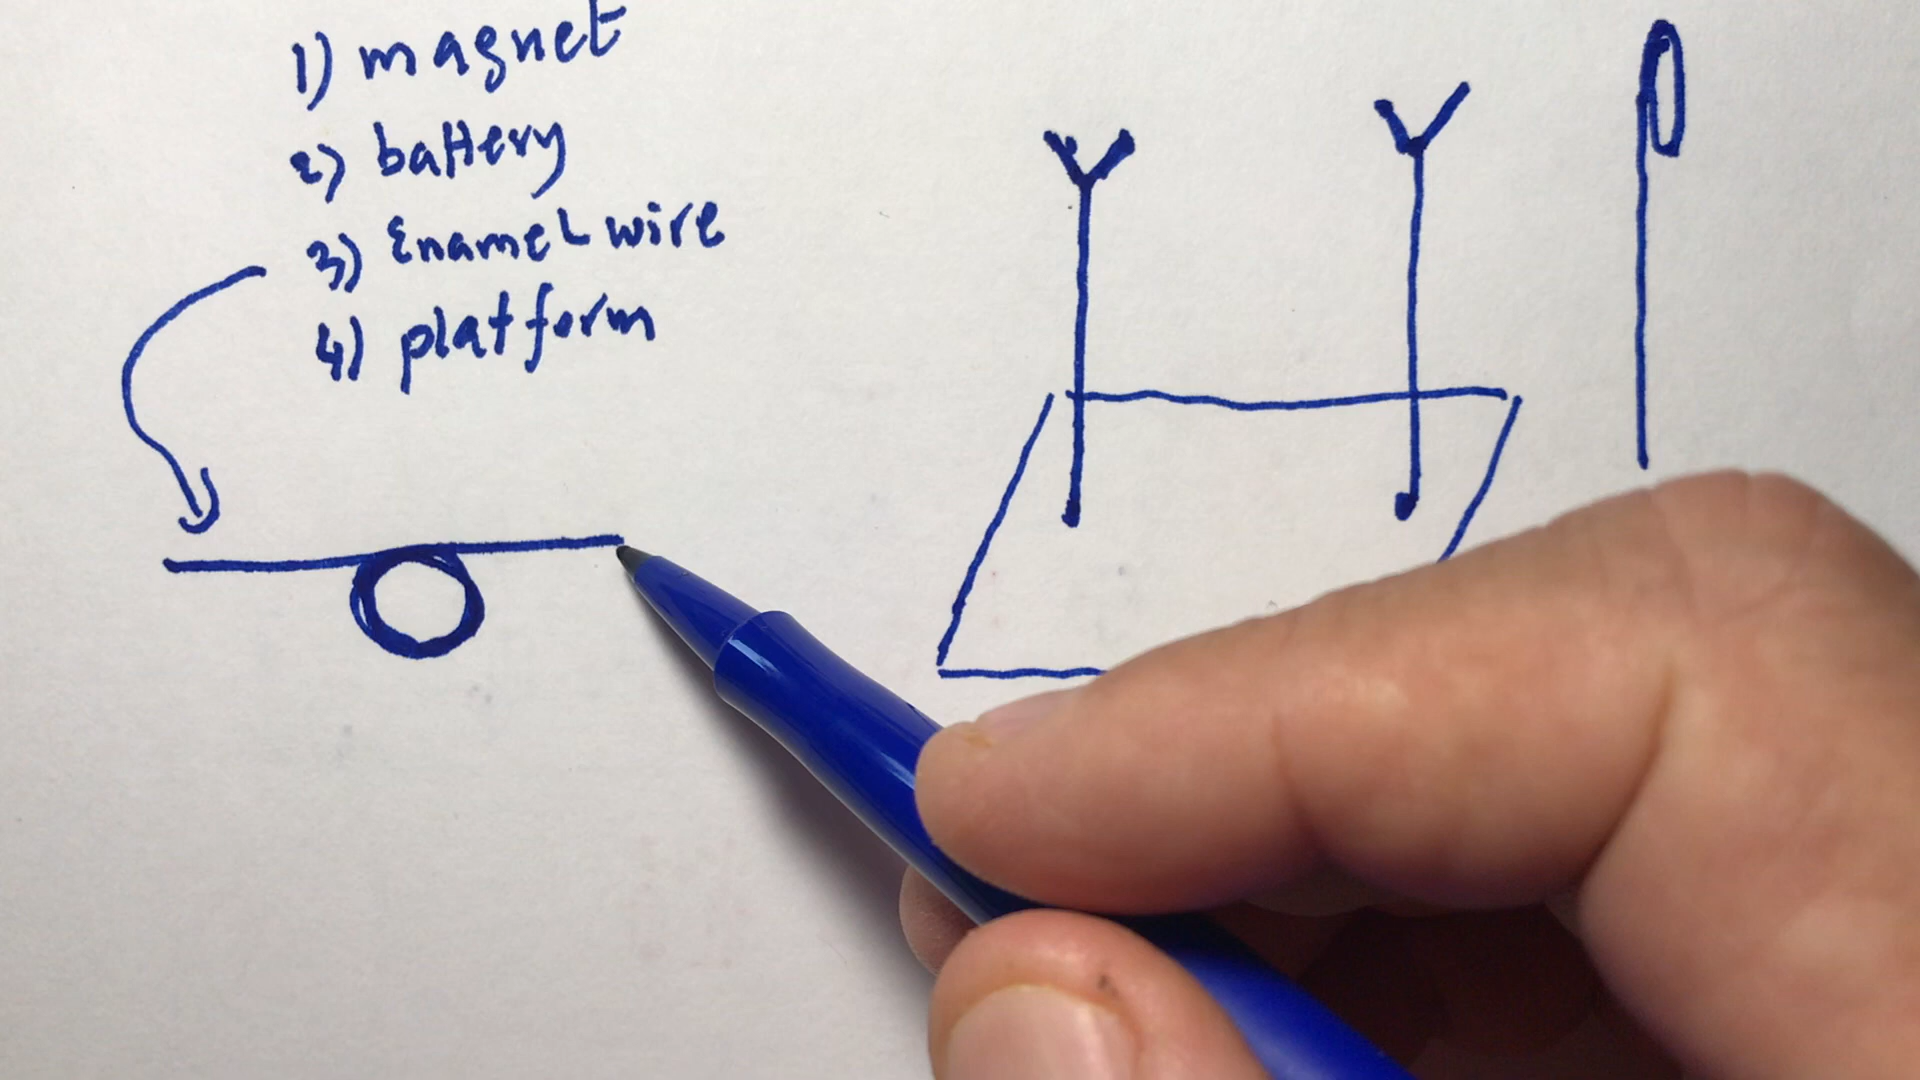 1) magnet
2) battery
3) EnameL wire
4) platform